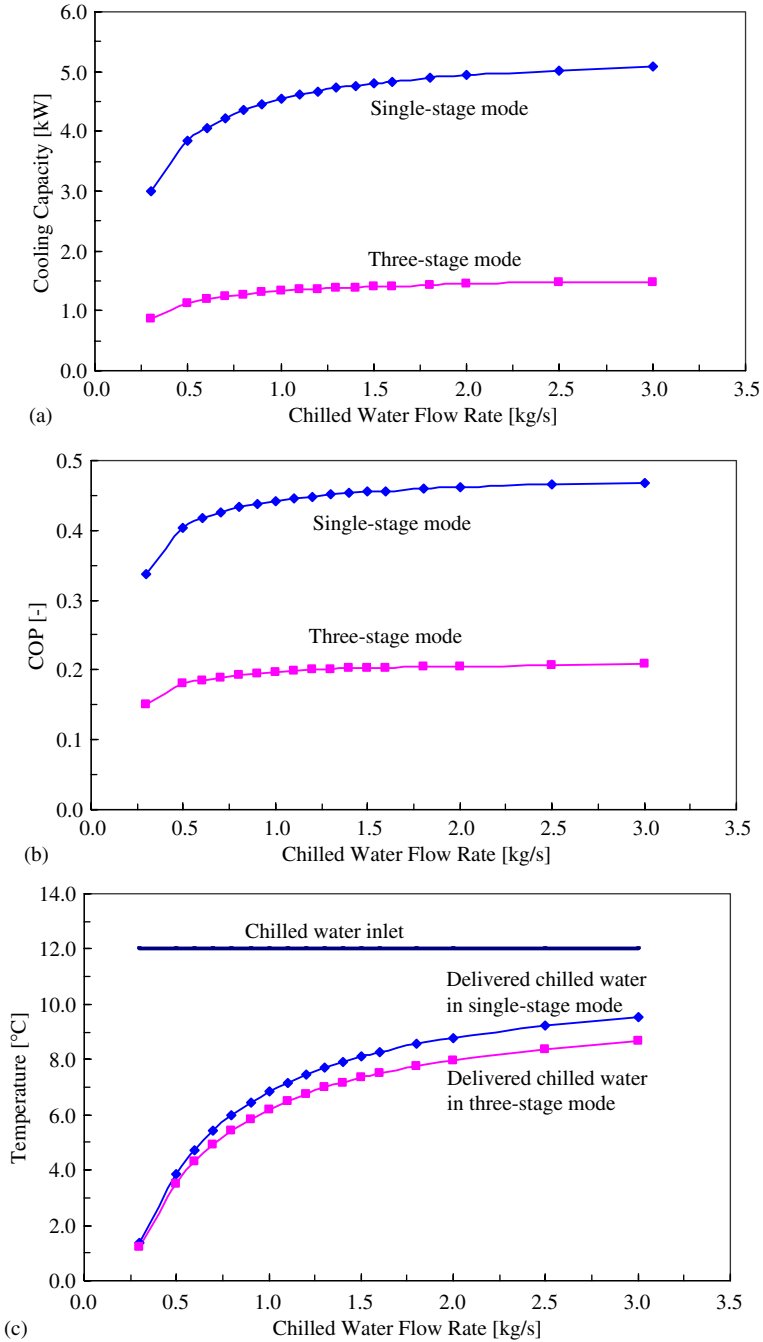 6.0
5.0
4.0
3.0
2.0
1.0
0.0
Cooling Capacity [kW]
Single-stage mode
Three-stage mode
0.0 0.5 1.0 1.5 2.0 2.5 3.0 3.5
(a) Chilled Water Flow Rate [kg/s]
0.5
0.4
0.3
0.2
0.1
0.0
COP [-]
Single-stage mode
Three-stage mode
0.0 0.5 1.0 1.5 2.0 2.5 3.0 3.5
(b) Chilled Water Flow Rate [kg/s]
14.0
12.0
10.0
8.0
6.0
4.0
2.0
0.0
Temperature [°C]
Chilled water inlet
Delivered chilled water
in single-stage mode
Delivered chilled water
in three-stage mode
0.0 0.5 1.0 1.5 2.0 2.5 3.0 3.5
(c) Chilled Water Flow Rate [kg/s]